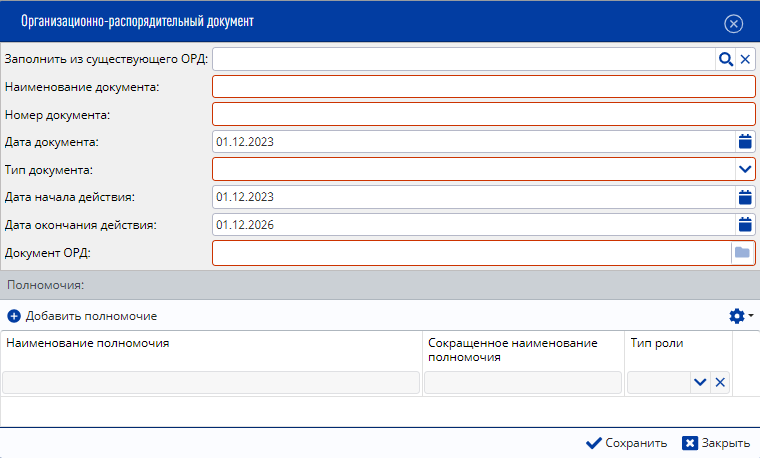 Организационно-распорядительный документ
Заполнить из существующего ОРД:
Наименование документа:
Номер документа:
Дата документа: 01.12.2023
Тип документа:
Дата начала действия: 01.12.2023
Дата окончания действия: 01.12.2026
Документ ОРД:
Полномочия:
Добавить полномочие
Наименование полномочия Сокращенное наименование полномочия Тип роли
Сохранить Закрыть